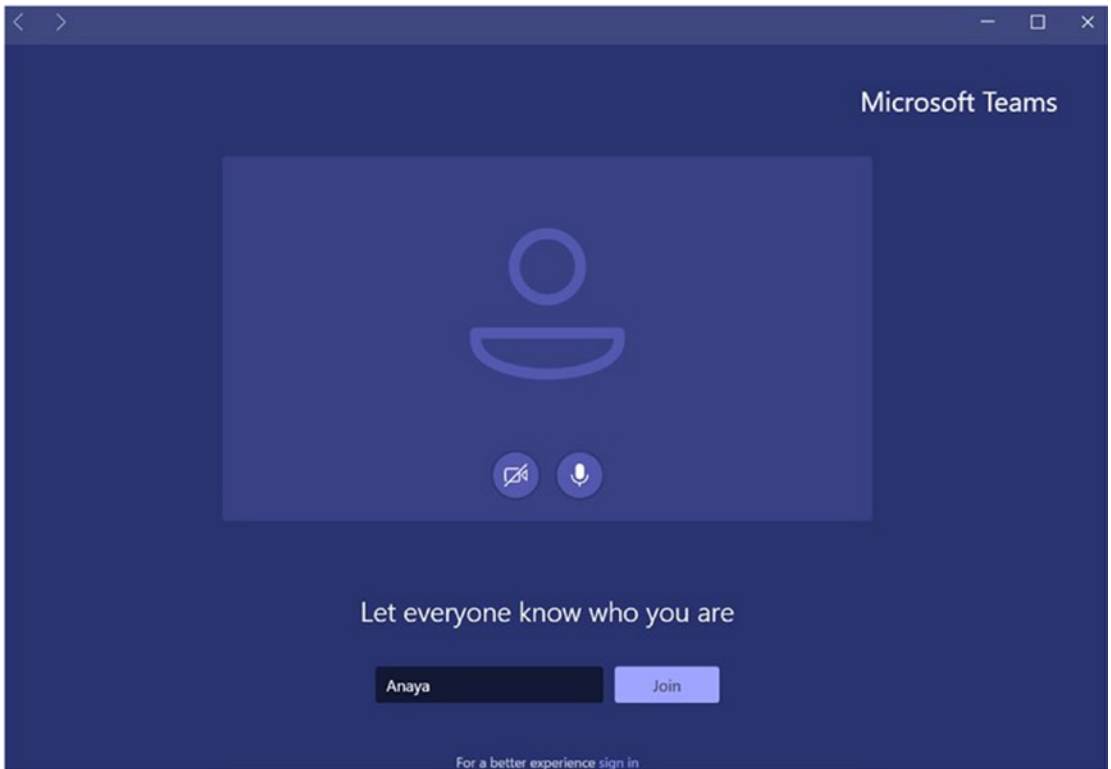 Microsoft Teams
Let everyone know who you are
Anaya
Join
For a better experience sign in